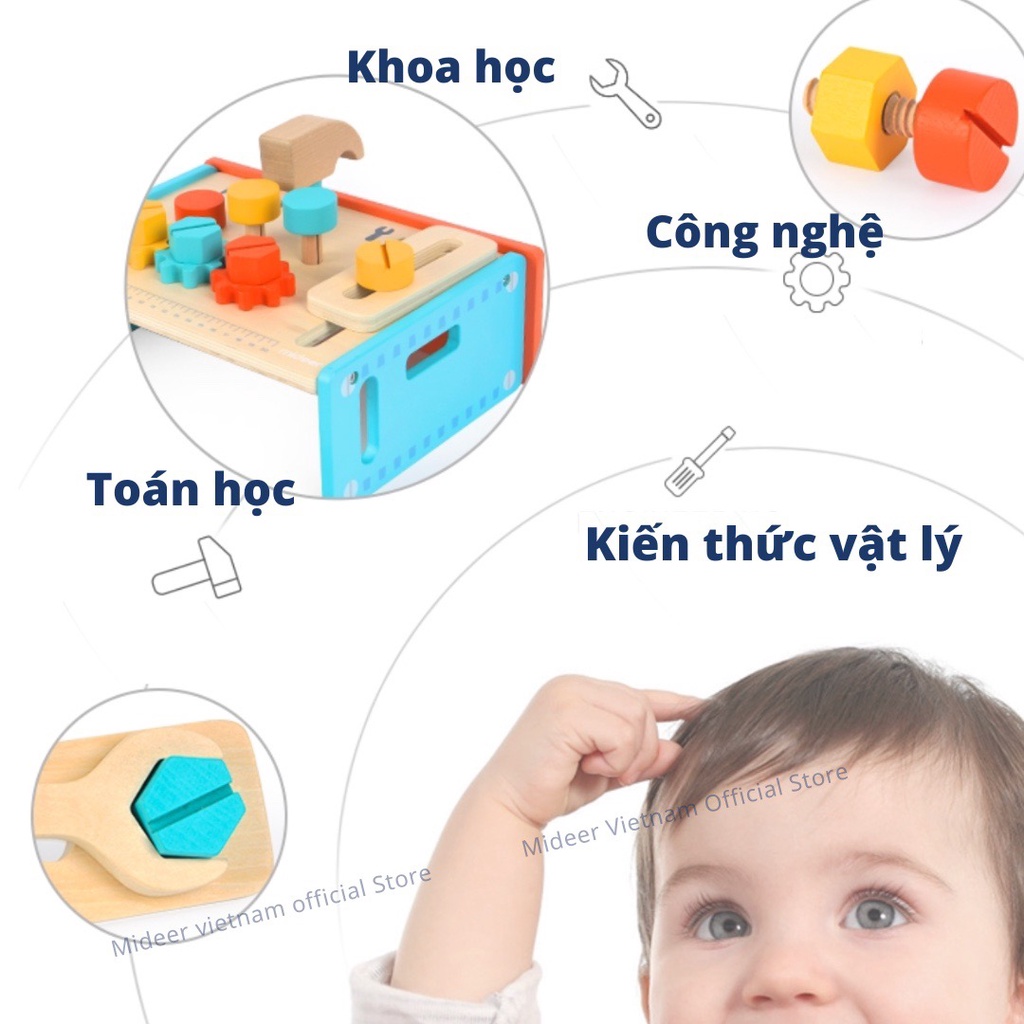 Khoa học
Công nghệ
Toán học
Kiến thức vật lý
Mideer Vietnam Official Store
Mideer vietnam official Store